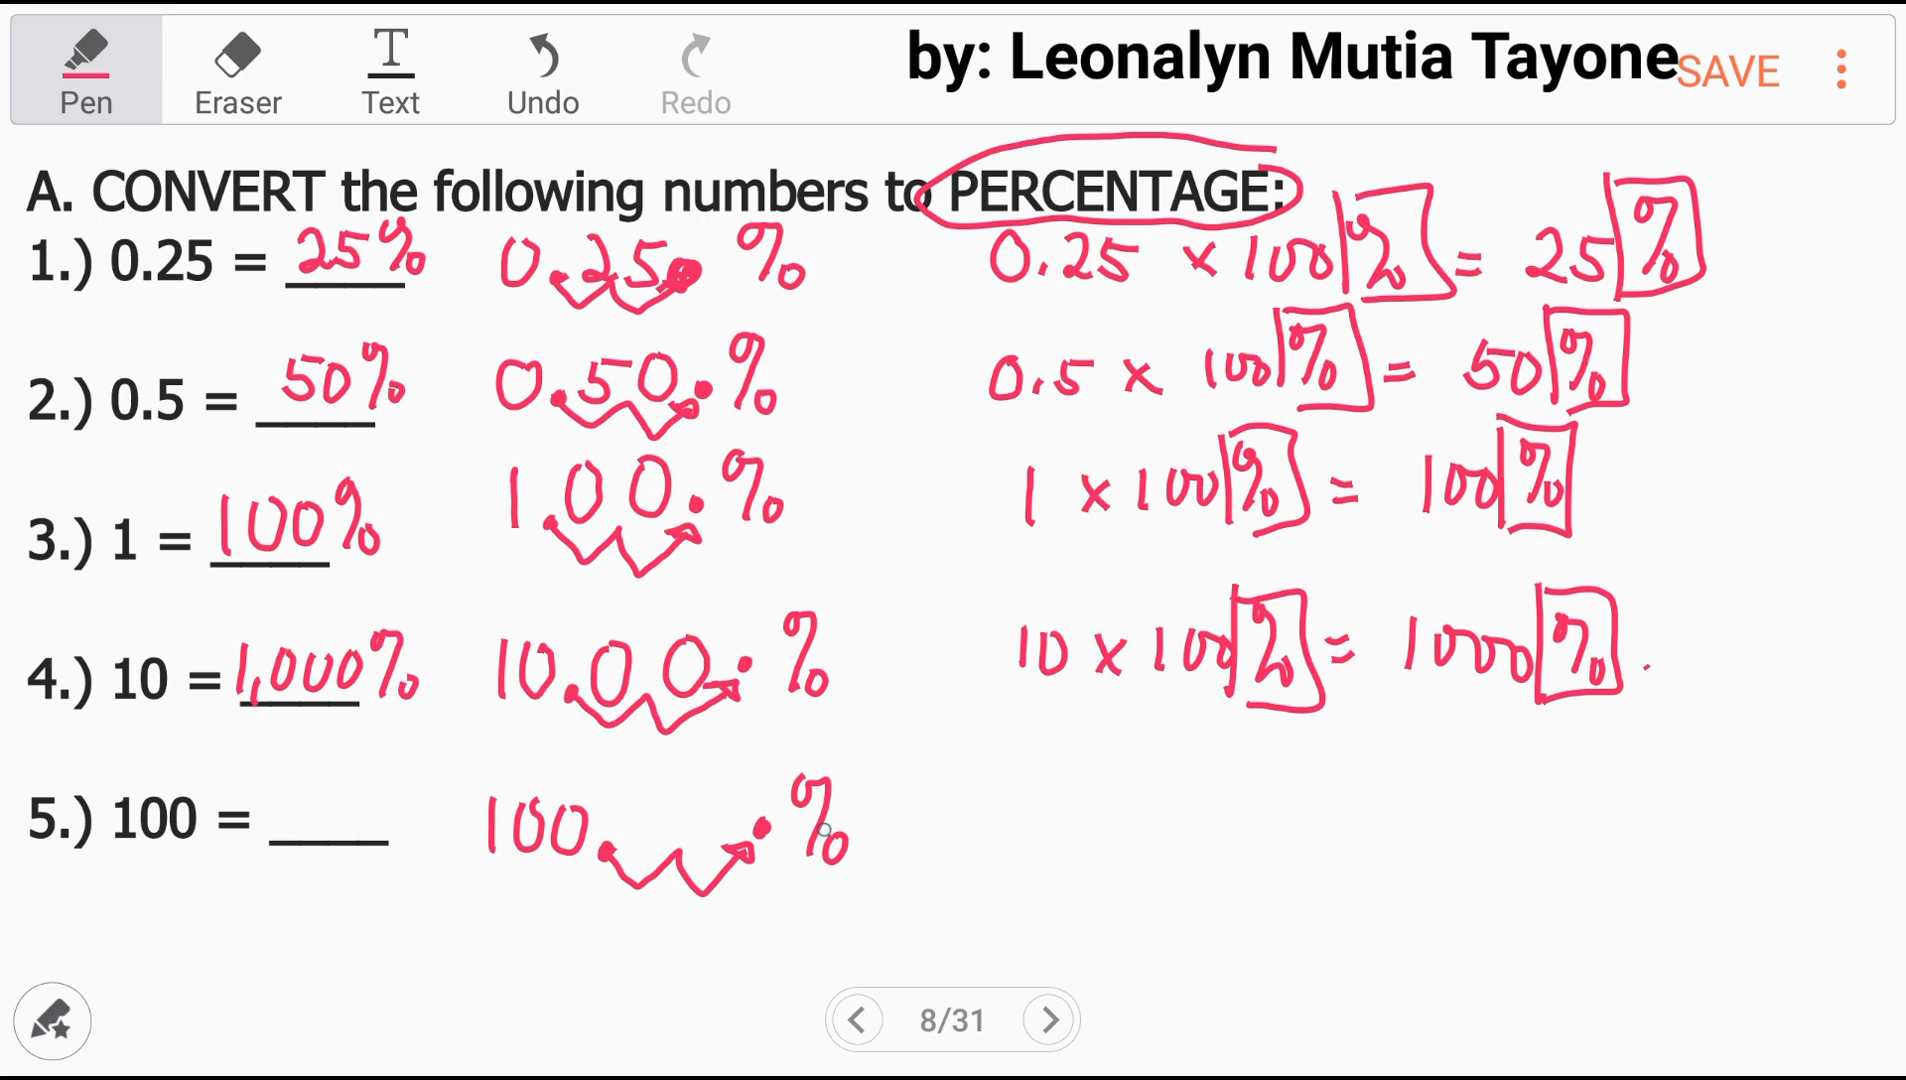 by: Leonalyn Mutia Tayone
Pen Eraser Text Undo Redo SAVE
A. CONVERT the following numbers to PERCENTAGE:
1.) 0.25 = 25% 0.25. % 0.25 x 100% = 25%
2.) 0.5 = 50% 0.50.% 0.5 x 100% = 50%
3.) 1 = 100% 1.00.% 1 x 100% = 100%
4.) 10 = 1,000% 10.00.% 10 x 100% = 1000%.
5.) 100 = ____ 100. .%
8/31